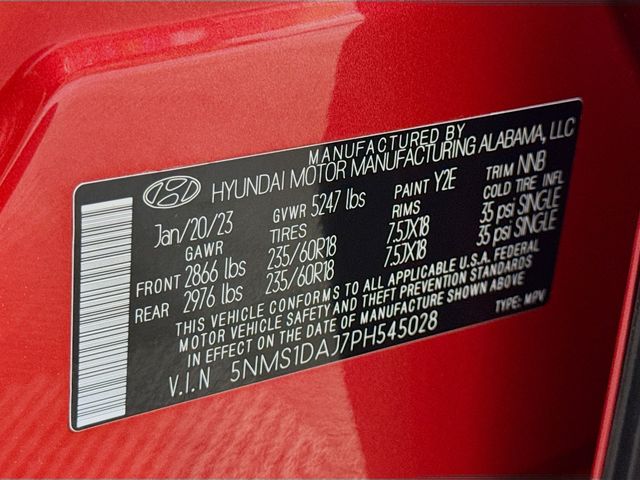 MANUFACTURED BY
HYUNDAI MOTOR MANUFACTURING ALABAMA, LLC
Jan/20/23 GVWR 5247 lbs PAINT Y2E TRIM NNB
GAWR TIRES RIMS COLD TIRE INFL
FRONT 2866 lbs 235/60R18 7.5JX18 35 psi SINGLE
REAR 2976 lbs 235/60R18 7.5JX18 35 psi SINGLE
THIS VEHICLE CONFORMS TO ALL APPLICABLE U.S.A. FEDERAL
MOTOR VEHICLE SAFETY AND THEFT PREVENTION STANDARDS
IN EFFECT ON THE DATE OF MANUFACTURE SHOWN ABOVE
V.I.N 5NMS1DAJ7PH545028 TYPE: MPV